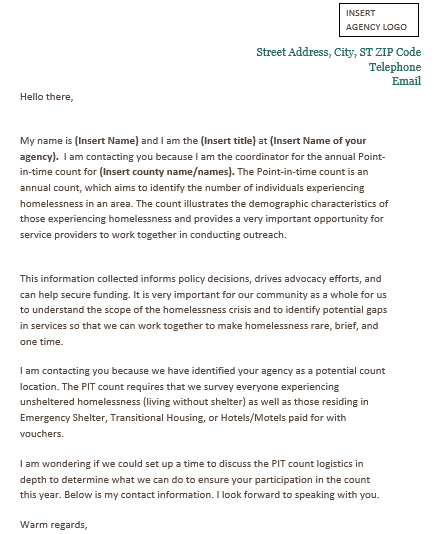 INSERT
AGENCY LOGO
Street Address, City, ST ZIP Code
Telephone
Email
Hello there,
My name is (Insert Name) and I am the (Insert title) at (Insert Name of your
agency). I am contacting you because I am the coordinator for the annual Point-
in-time count for (Insert county name/names). The Point-in-time count is an
annual count, which aims to identify the number of individuals experiencing
homelessness in an area. The count illustrates the demographic characteristics of
those experiencing homelessness and provides a very important opportunity for
service providers to work together in conducting outreach.
This information collected informs policy decisions, drives advocacy efforts, and
can help secure funding. It is very important for our community as a whole for us
to understand the scope of the homelessness crisis and to identify potential gaps
in services so that we can work together to make homelessness rare, brief, and
one time.
I am contacting you because we have identified your agency as a potential count
location. The PIT count requires that we survey everyone experiencing
unsheltered homelessness (living without shelter) as well as those residing in
Emergency Shelter, Transitional Housing, or Hotels/Motels paid for with
vouchers.
I am wondering if we could set up a time to discuss the PIT count logistics in
depth to determine what we can do to ensure your participation in the count
this year. Below is my contact information. I look forward to speaking with you.
Warm regards,